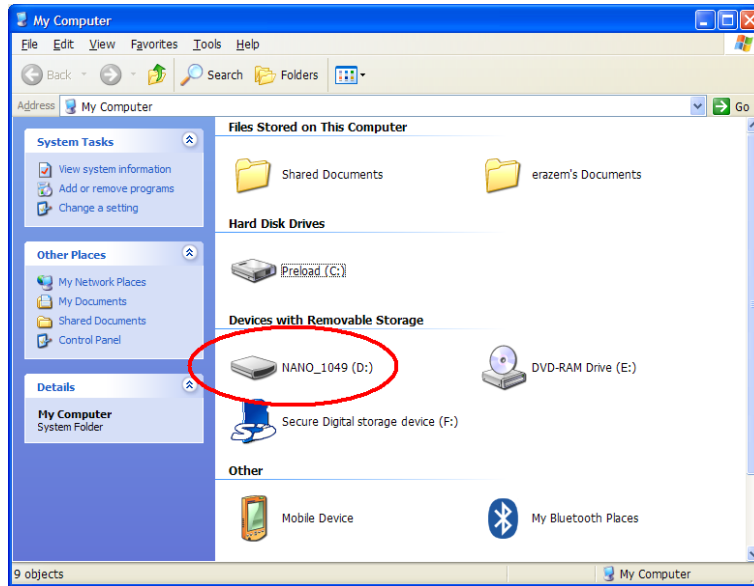 My Computer
File Edit View Favorites Tools Help
Back Search Folders
Address My Computer Go
System Tasks
View system information
Add or remove programs
Change a setting
Other Places
My Network Places
My Documents
Shared Documents
Control Panel
Details
My Computer
System Folder
Files Stored on This Computer
Shared Documents erazem's Documents
Hard Disk Drives
Preload (C:)
Devices with Removable Storage
NANO_1049 (D:) DVD-RAM Drive (E:)
Secure Digital storage device (F:)
Other
Mobile Device My Bluetooth Places
9 objects My Computer